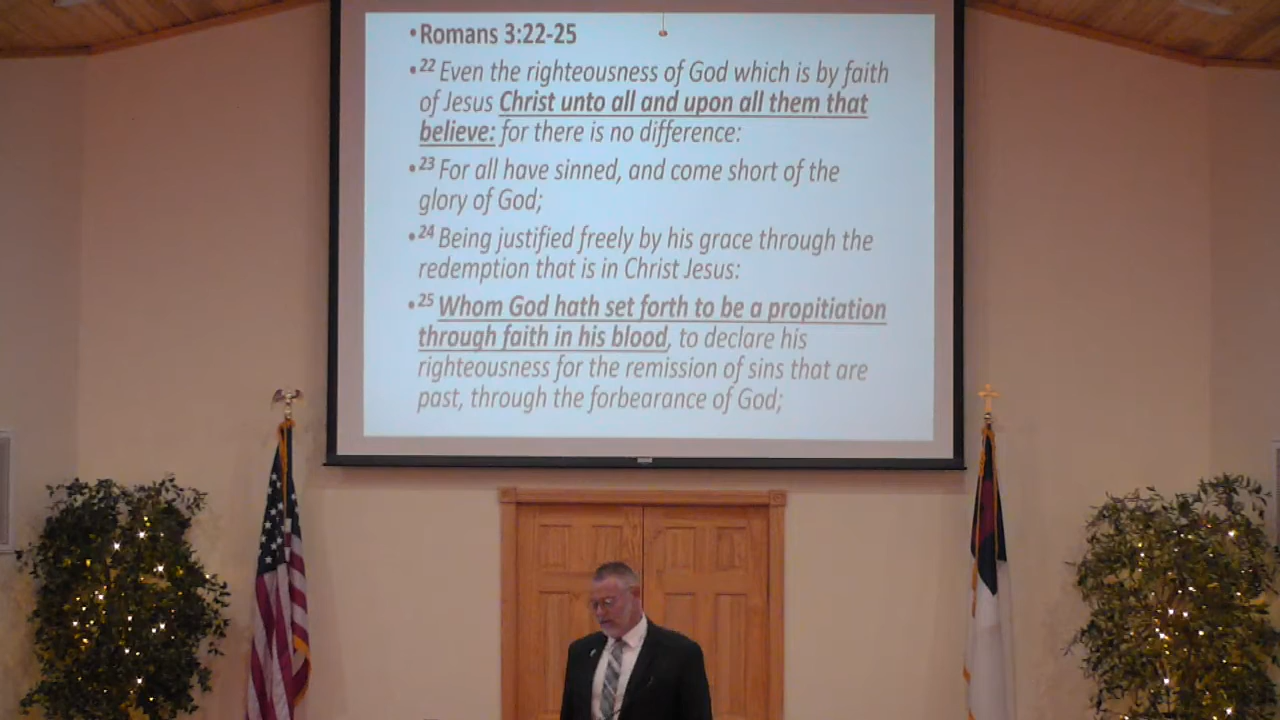 •Romans 3:22-25
•22 Even the righteousness of God which is by faith
of Jesus Christ unto all and upon all them that
believe: for there is no difference:
•23 For all have sinned, and come short of the
glory of God;
•24 Being justified freely by his grace through the
redemption that is in Christ Jesus:
•25 Whom God hath set forth to be a propitiation
through faith in his blood, to declare his
righteousness for the remission of sins that are
past, through the forbearance of God;